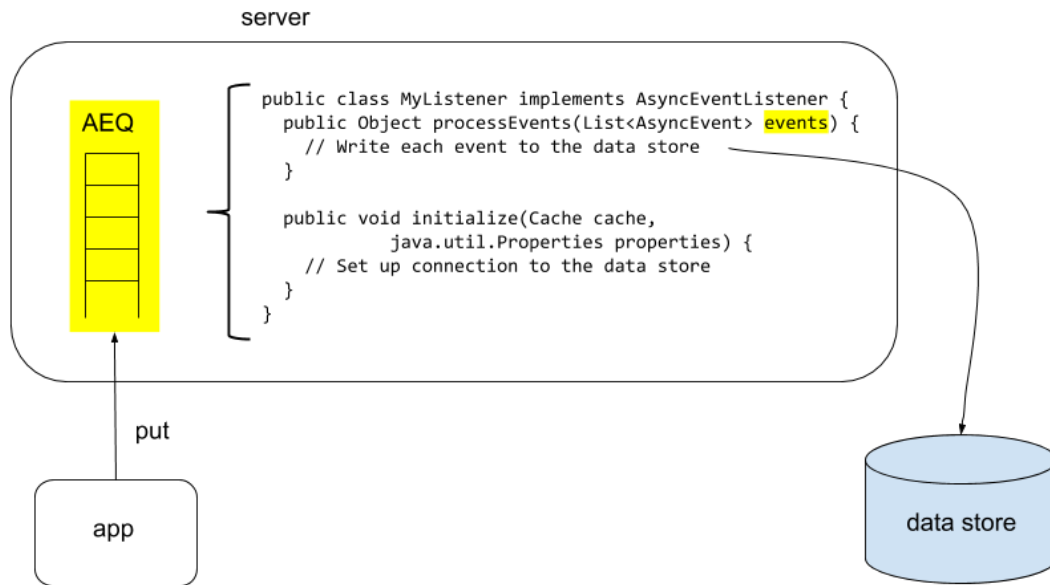 server
AEQ
public class MyListener implements AsyncEventListener {
  public Object processEvents(List<AsyncEvent> events) {
    // Write each event to the data store
  }
  public void initialize(Cache cache,
            java.util.Properties properties) {
    // Set up connection to the data store
  }
}
put
app
data store